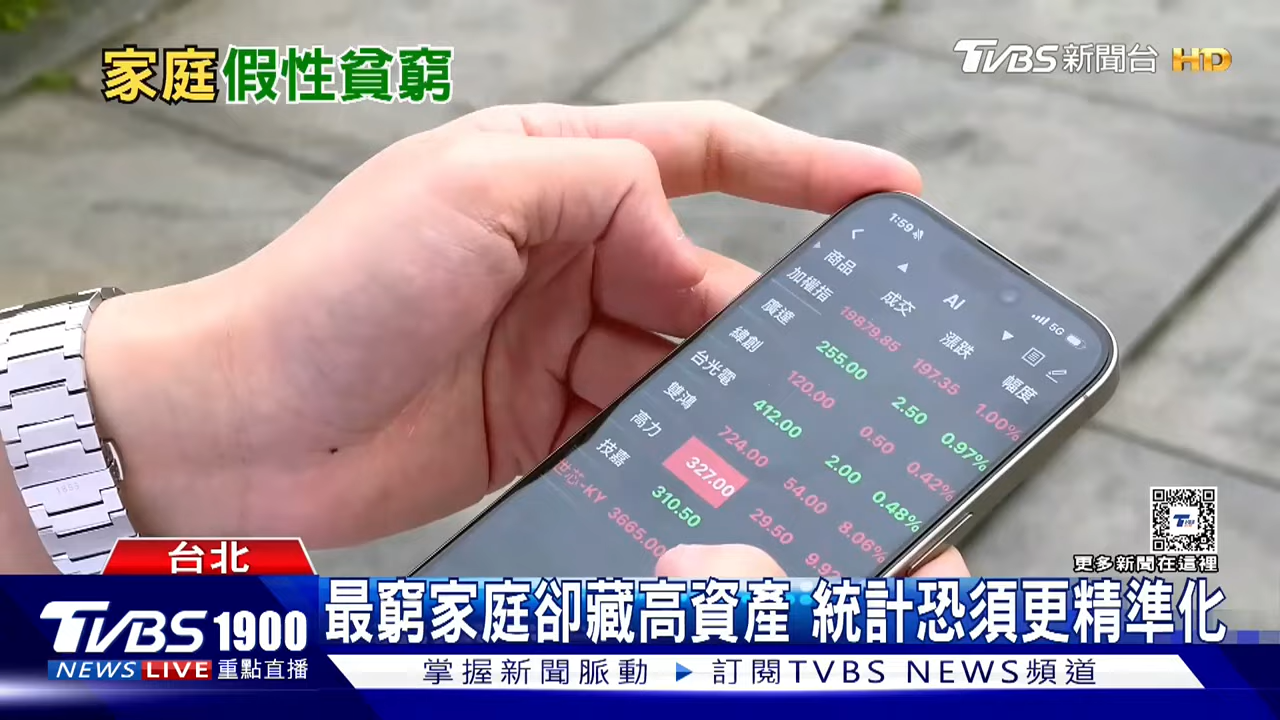 家庭假性貧窮
TVBS新聞台 HD
1:59
5G
AI
商品 成交 漲跌 幅度
加權指 19879.85 197.35 1.00%
廣達 255.00 2.50 0.97%
緯創 120.00 0.50 0.42%
台光電 412.00 2.00 0.48%
雙鴻 724.00 54.00 8.06%
高力 327.00 29.50 9.9
技嘉 310.50
世芯-KY 3665.00
更多新聞在這裡
台北
TVBS 1900
NEWS LIVE 重點直播
最窮家庭卻藏高資產 統計恐須更精準化
掌握新聞脈動 ▶ 訂閱TVBS NEWS頻道